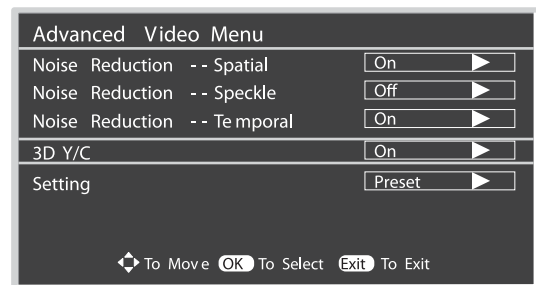 Advanced Video Menu
Noise Reduction -- Spatial On
Noise Reduction -- Speckle Off
Noise Reduction -- Temporal On
3D Y/C On
Setting Preset
To Move OK To Select Exit To Exit